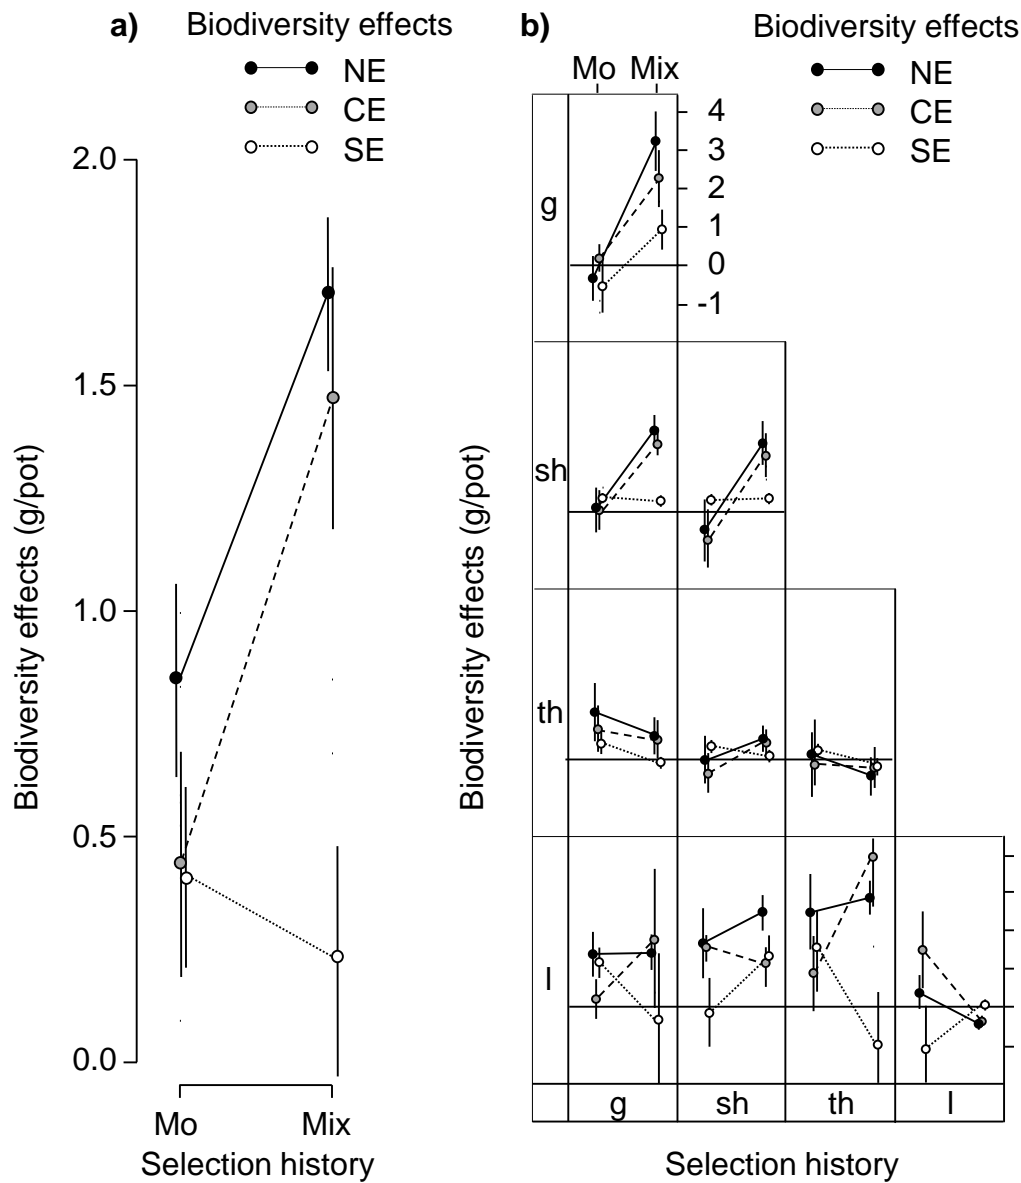 a) Biodiversity effects
NE
CE
SE
2.0
1.5
1.0
0.5
0.0
Biodiversity effects (g/pot)
Mo Mix
Selection history
b) Biodiversity effects
NE
CE
SE
Mo Mix
4
3
2
1
0
-1
g
sh
th
l
Biodiversity effects (g/pot)
g sh th l
Selection history